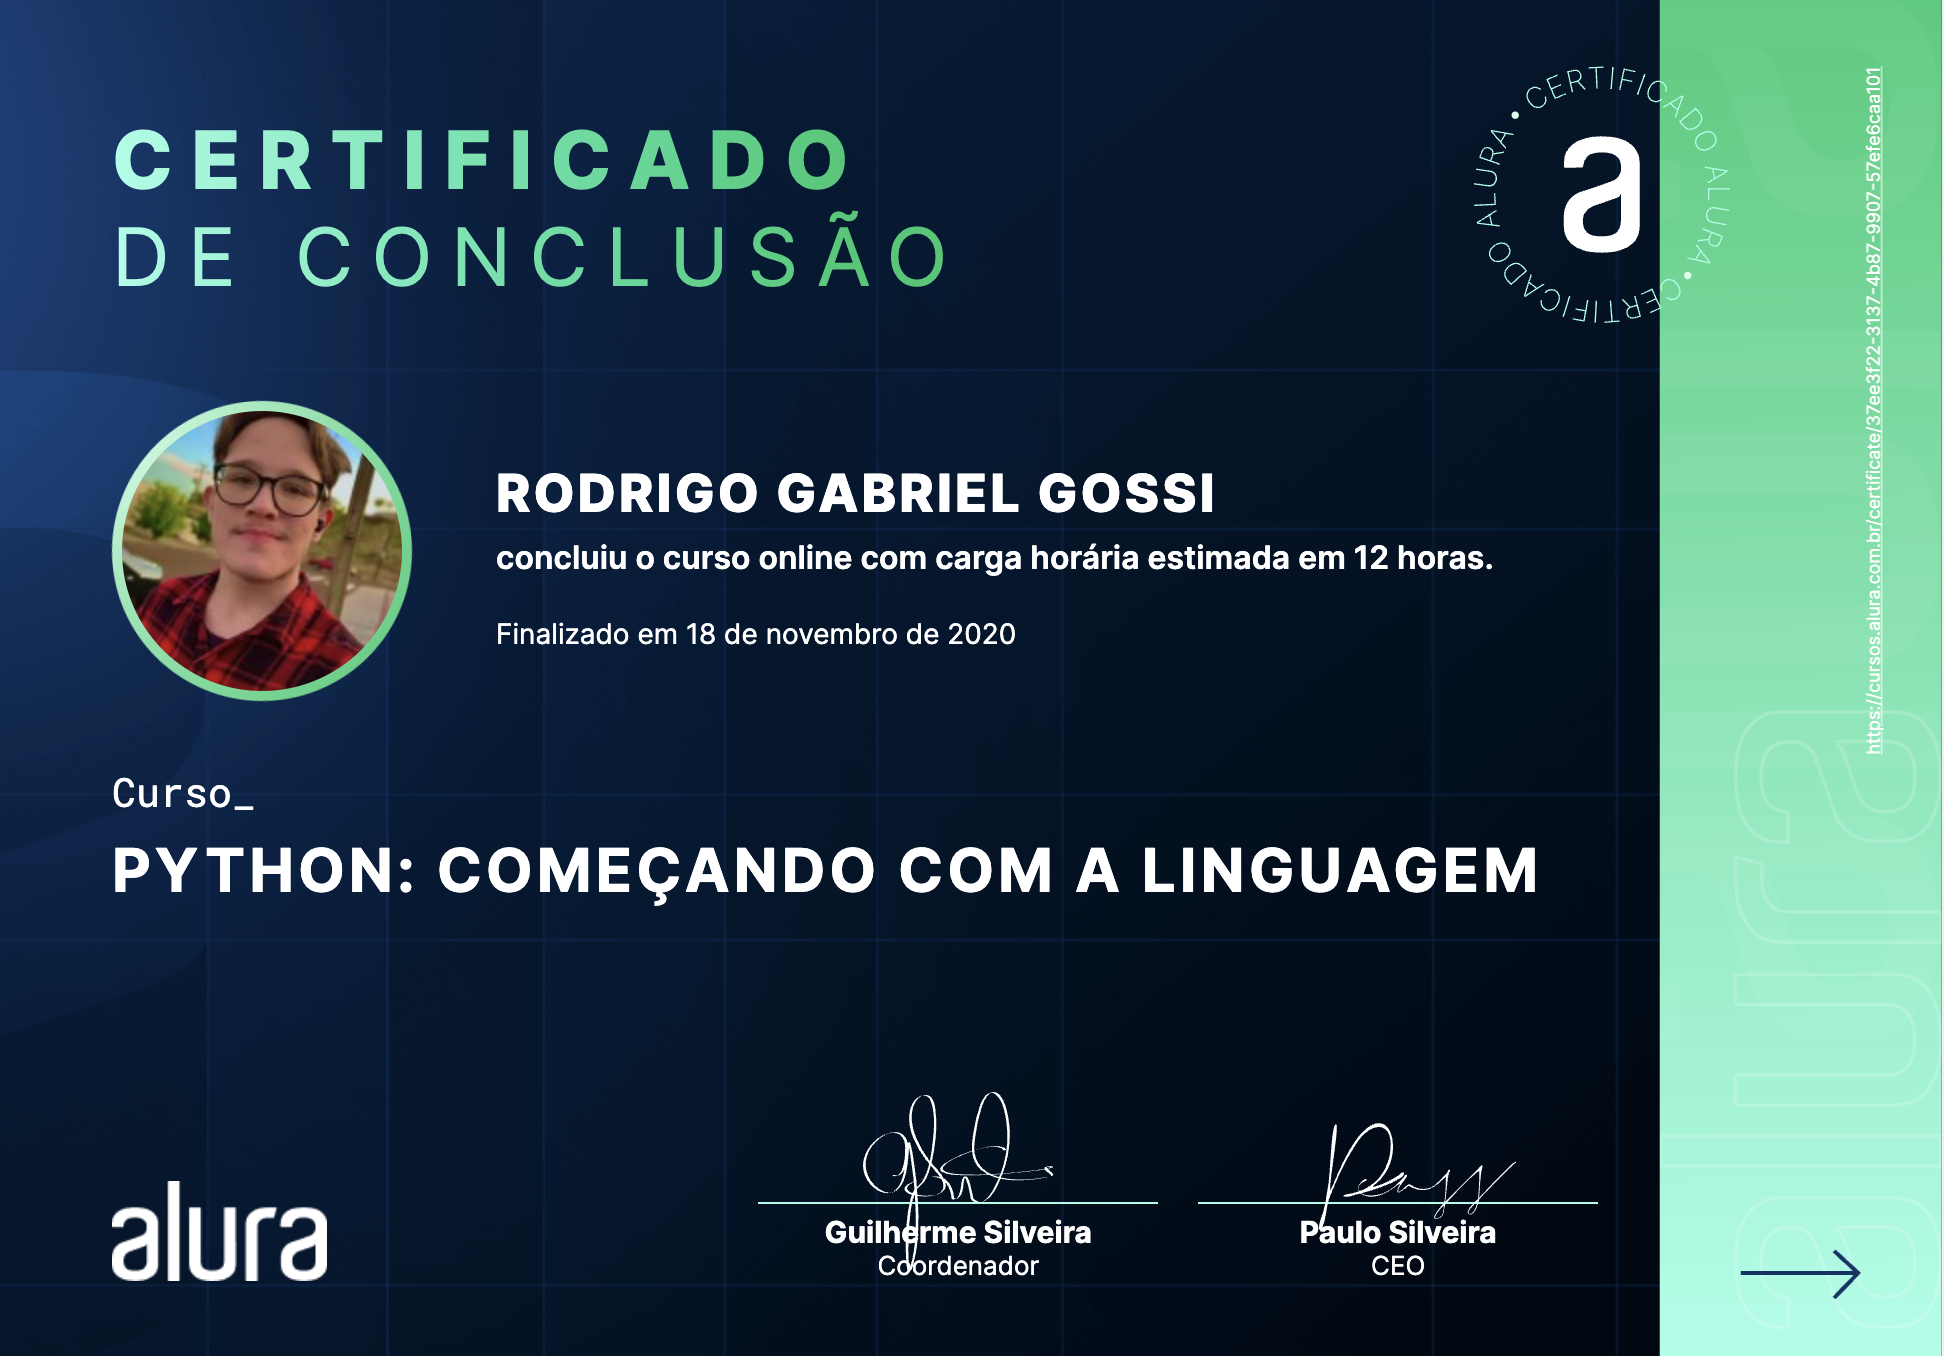 CERTIFICADO
DE CONCLUSÃO
CERTIFICADO ALURA • CERTIFICADO ALURA •
a
RODRIGO GABRIEL GOSSI
concluiu o curso online com carga horária estimada em 12 horas.
Finalizado em 18 de novembro de 2020
Curso_
PYTHON: COMEÇANDO COM A LINGUAGEM
alura
Guilherme Silveira
Coordenador
Paulo Silveira
CEO
https://cursos.alura.com.br/certificate/37ee3f22-3137-4b87-9907-57efe6caa101
alura